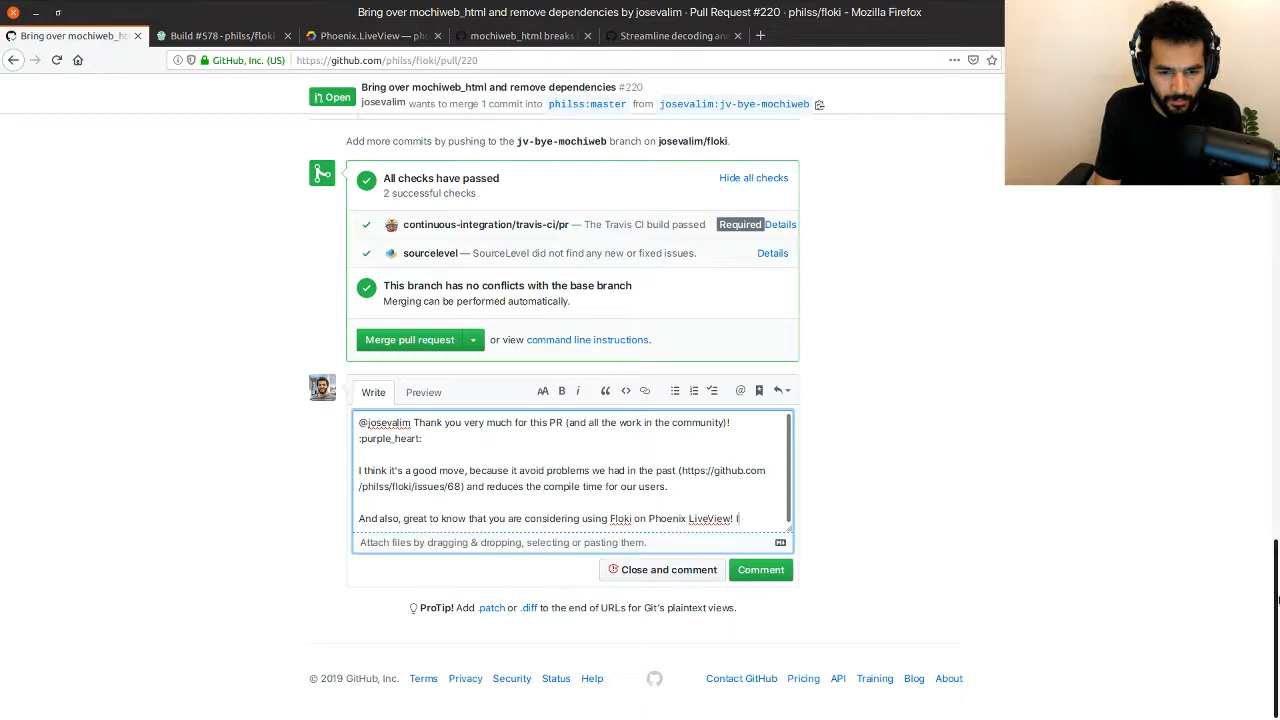 Bring over mochiweb_html and remove dependencies by josevalim · Pull Request #220 · philss/floki - Mozilla Firefox
Bring over mochiweb_ht
Build #578 - philss/floki
Phoenix.LiveView — pho
mochiweb_html breaks
Streamline decoding an
GitHub, Inc. (US)
https://github.com/philss/floki/pull/220
Open
Bring over mochiweb_html and remove dependencies #220
josevalim wants to merge 1 commit into philss:master from josevalim:jv-bye-mochiweb
Add more commits by pushing to the jv-bye-mochiweb branch on josevalim/floki.
All checks have passed
Hide all checks
2 successful checks
continuous-integration/travis-ci/pr — The Travis CI build passed Required Details
sourcelevel — SourceLevel did not find any new or fixed issues. Details
This branch has no conflicts with the base branch
Merging can be performed automatically.
Merge pull request or view command line instructions.
Write Preview
@josevalim Thank you very much for this PR (and all the work in the community)!
:purple_heart:
I think it's a good move, because it avoid problems we had in the past (https://github.com
/philss/floki/issues/68) and reduces the compile time for our users.
And also, great to know that you are considering using Floki on Phoenix LiveView! I
Attach files by dragging & dropping, selecting or pasting them.
Close and comment Comment
ProTip! Add .patch or .diff to the end of URLs for Git's plaintext views.
© 2019 GitHub, Inc. Terms Privacy Security Status Help Contact GitHub Pricing API Training Blog About